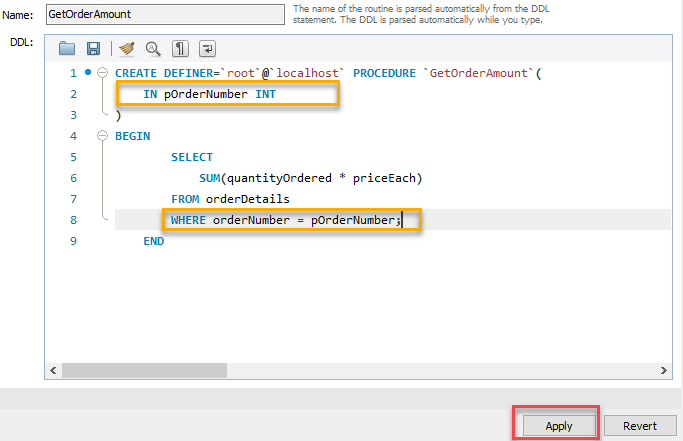 Name: GetOrderAmount
The name of the routine is parsed automatically from the DDL
statement. The DDL is parsed automatically while you type.
DDL:
1 CREATE DEFINER=`root`@`localhost` PROCEDURE `GetOrderAmount`(
2 IN pOrderNumber INT
3 )
4 BEGIN
5 SELECT
6 SUM(quantityOrdered * priceEach)
7 FROM orderDetails
8 WHERE orderNumber = pOrderNumber;
9 END
Apply Revert